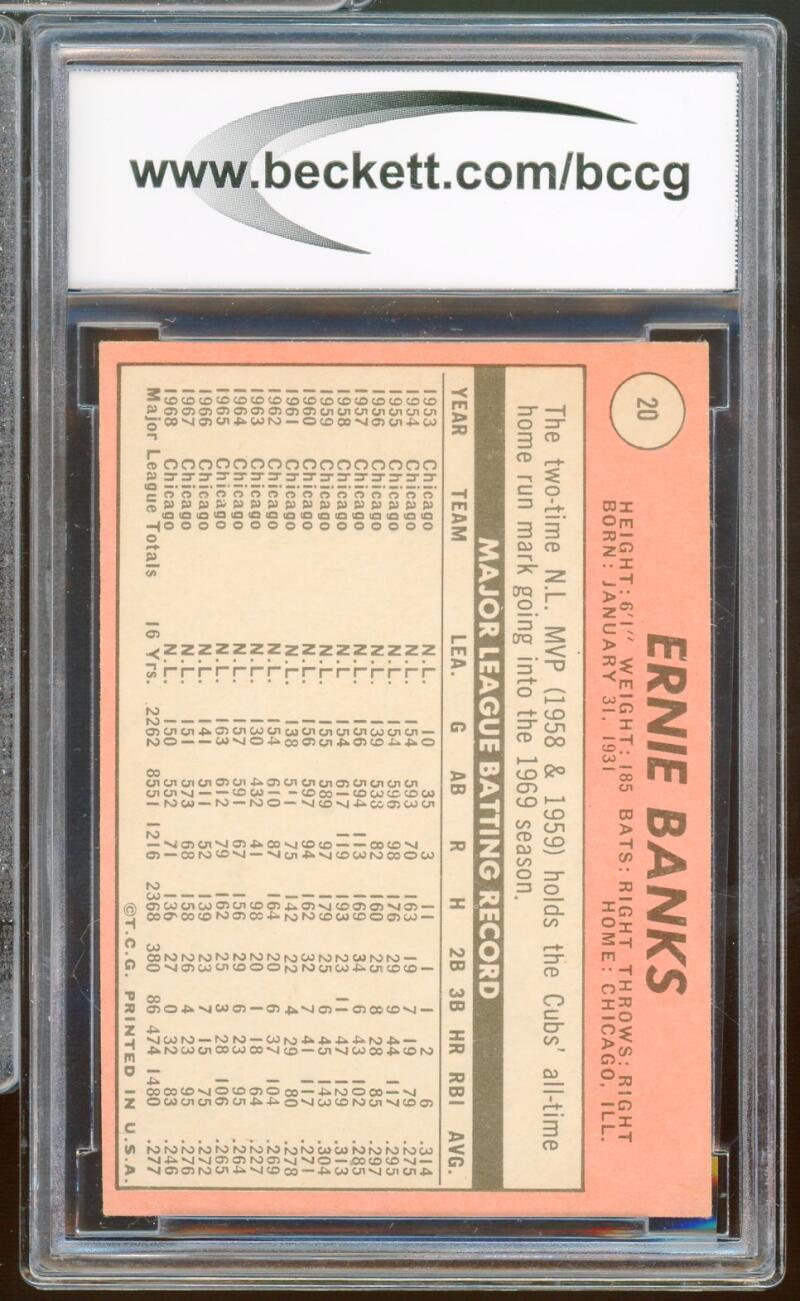 www.beckett.com/bccg
20
ERNIE BANKS
HEIGHT: 6'1" WEIGHT: 185 BATS: RIGHT THROWS: RIGHT
BORN: JANUARY 31, 1931 HOME: CHICAGO, ILL.
The two-time N.L. MVP (1958 & 1959) holds the Cubs' all-time
home run mark going into the 1969 season.
MAJOR LEAGUE BATTING RECORD
YEAR TEAM LEA. G AB R H 2B 3B HR RBI AVG.
1953 Chicago N.L. 10 35 3 11 1 1 2 6 .314
1954 Chicago N.L. 154 593 70 163 19 7 19 79 .275
1955 Chicago N.L. 154 596 98 176 29 9 44 117 .295
1956 Chicago N.L. 139 538 82 160 25 8 28 85 .297
1957 Chicago N.L. 156 594 113 169 34 6 43 102 .285
1958 Chicago N.L. 154 617 119 193 23 11 47 129 .313
1959 Chicago N.L. 155 589 97 179 25 6 45 143 .304
1960 Chicago N.L. 156 597 94 162 32 7 41 117 .271
1961 Chicago N.L. 138 511 75 142 22 4 29 80 .278
1962 Chicago N.L. 154 610 87 164 20 6 37 104 .269
1963 Chicago N.L. 130 432 41 98 20 1 18 64 .227
1964 Chicago N.L. 157 591 67 156 29 6 23 95 .264
1965 Chicago N.L. 163 612 79 162 25 3 28 106 .265
1966 Chicago N.L. 141 511 52 139 23 7 15 75 .272
1967 Chicago N.L. 151 573 68 158 26 4 23 95 .276
1968 Chicago N.L. 150 552 71 136 27 0 32 83 .246
Major League Totals 16 Yrs. 2262 8551 1216 2368 380 86 474 1480 .277
©T.C.G. PRINTED IN U.S.A.